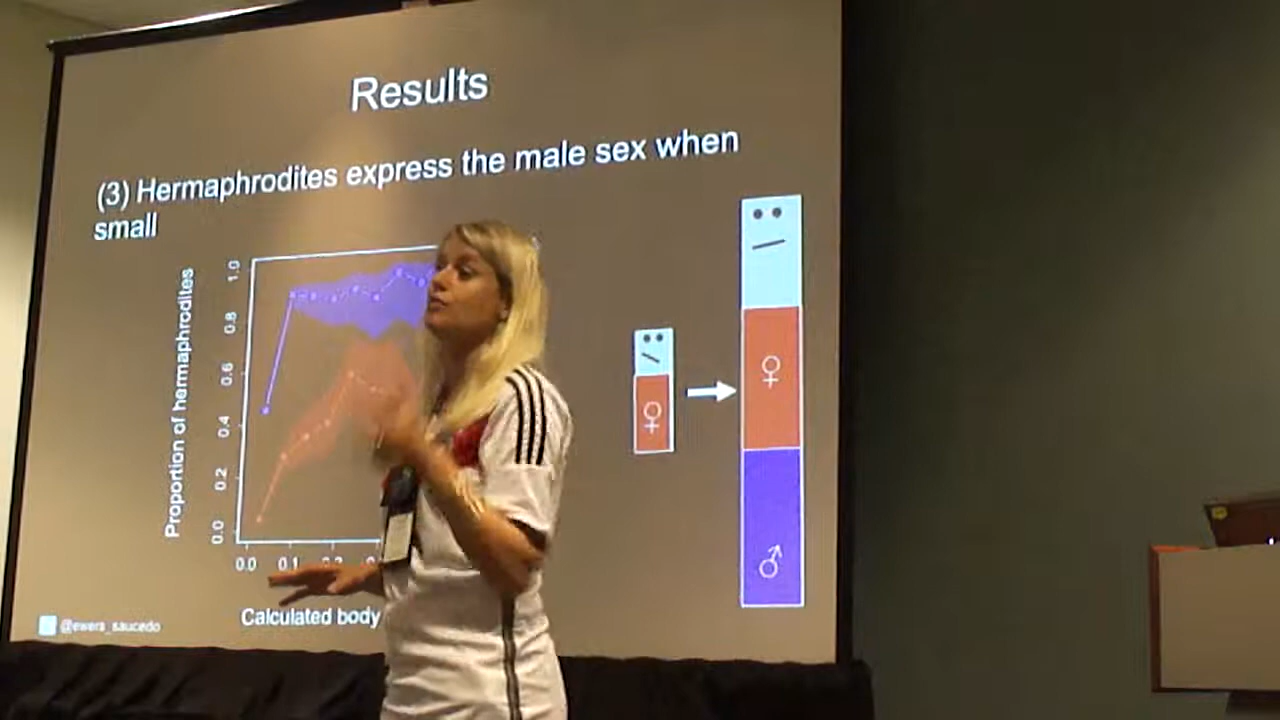 Results
(3) Hermaphrodites express the male sex when
small
Proportion of hermaphrodites
1.0
0.8
0.6
0.4
0.2
0.0
0.0 0.1
♀
♀
♂
Calculated body
@ewers_saucedo